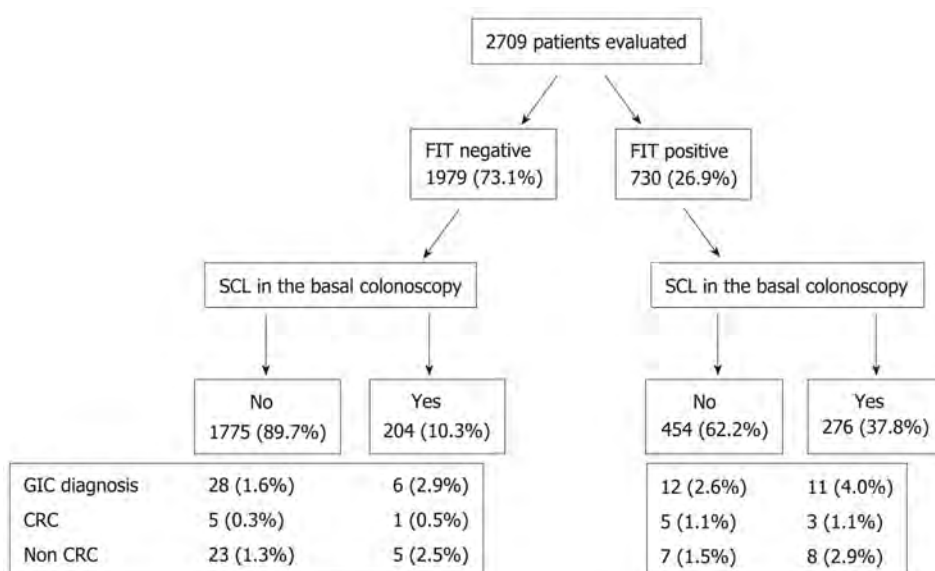 2709 patients evaluated
FIT negative
1979 (73.1%)
FIT positive
730 (26.9%)
SCL in the basal colonoscopy
SCL in the basal colonoscopy
No
1775 (89.7%)
Yes
204 (10.3%)
No
454 (62.2%)
Yes
276 (37.8%)
GIC diagnosis 28 (1.6%) 6 (2.9%) 12 (2.6%) 11 (4.0%)
CRC 5 (0.3%) 1 (0.5%) 5 (1.1%) 3 (1.1%)
Non CRC 23 (1.3%) 5 (2.5%) 7 (1.5%) 8 (2.9%)